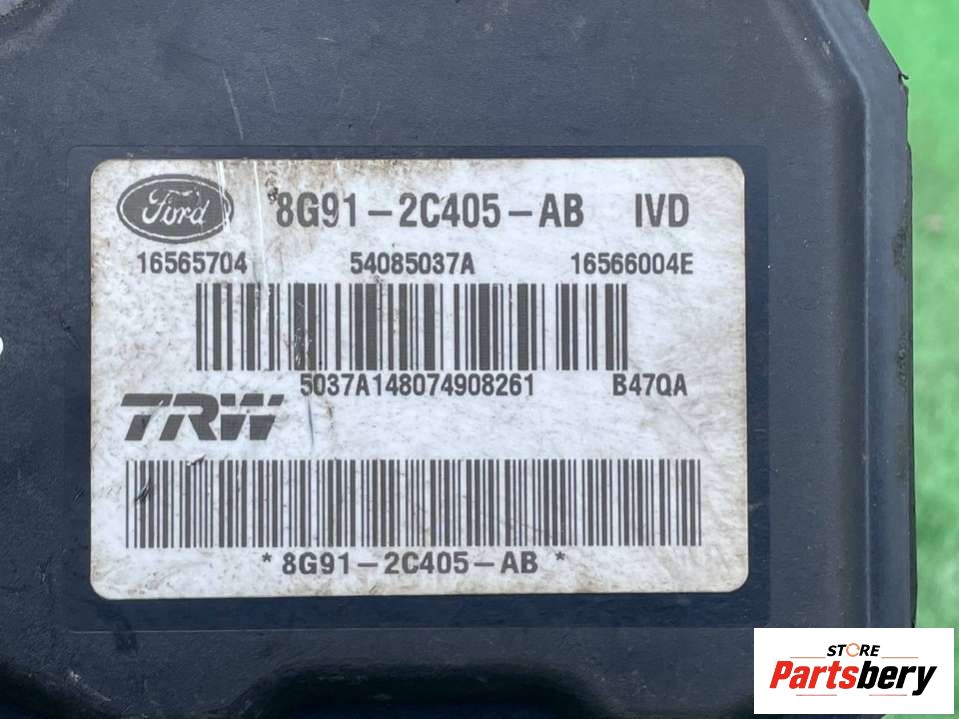 Ford 8G91-2C405-AB IVD
16565704 54085037A 16566004E
5037A148074908261 B47QA
TRW
*8G91-2C405-AB*
STORE
Partsbery